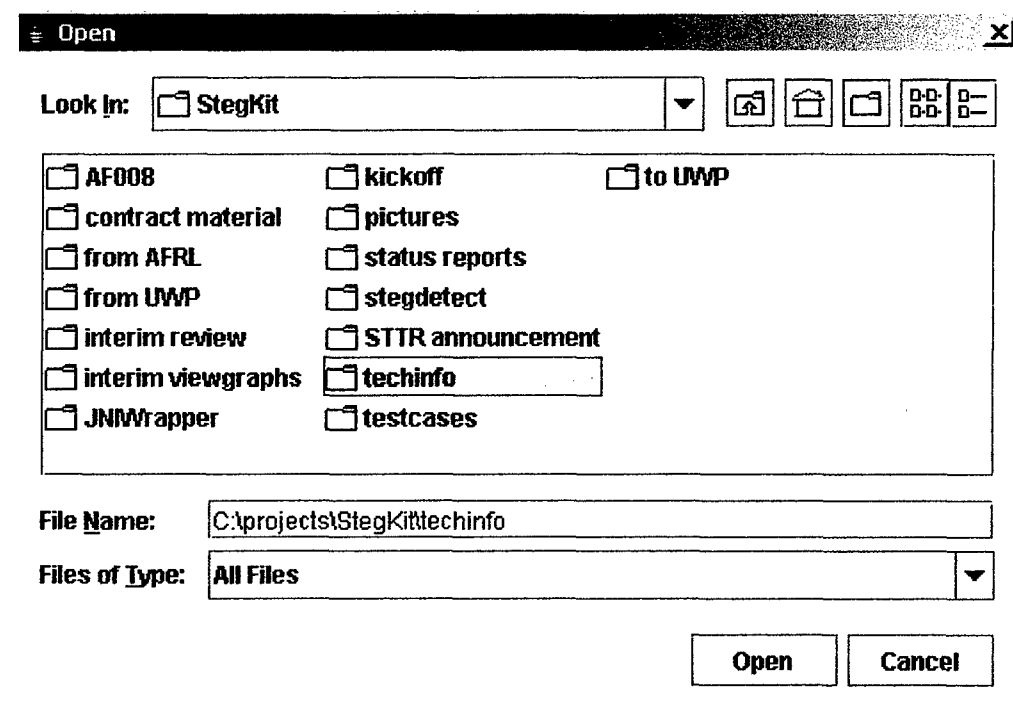 Open
Look In: StegKit
AF008 kickoff to UWP
contract material pictures
from AFRL status reports
from UWP stegdetect
interim review STTR announcement
interim viewgraphs techinfo
JNIWrapper testcases
File Name: C:\projects\StegKit\techinfo
Files of Type: All Files
Open Cancel